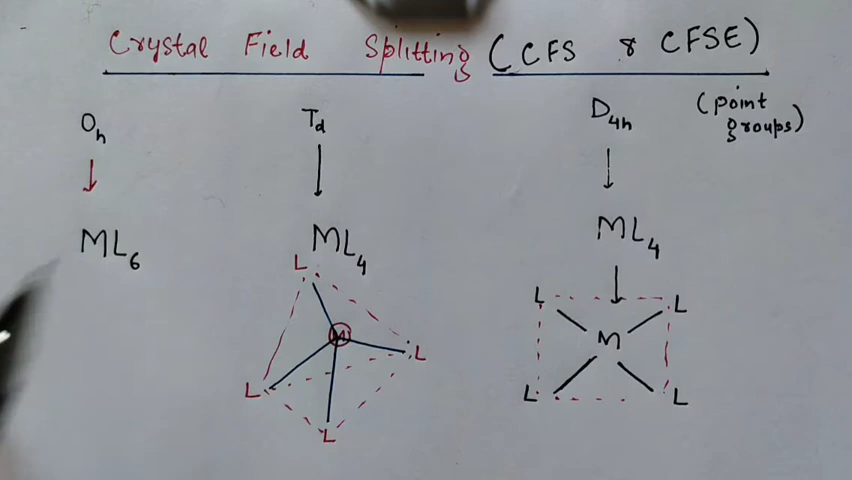 Crystal Field Splitting (CFS & CFSE)
Oh Td D4h (point groups)
ML6 ML4 ML4
L L L
M M
L
L L L
L